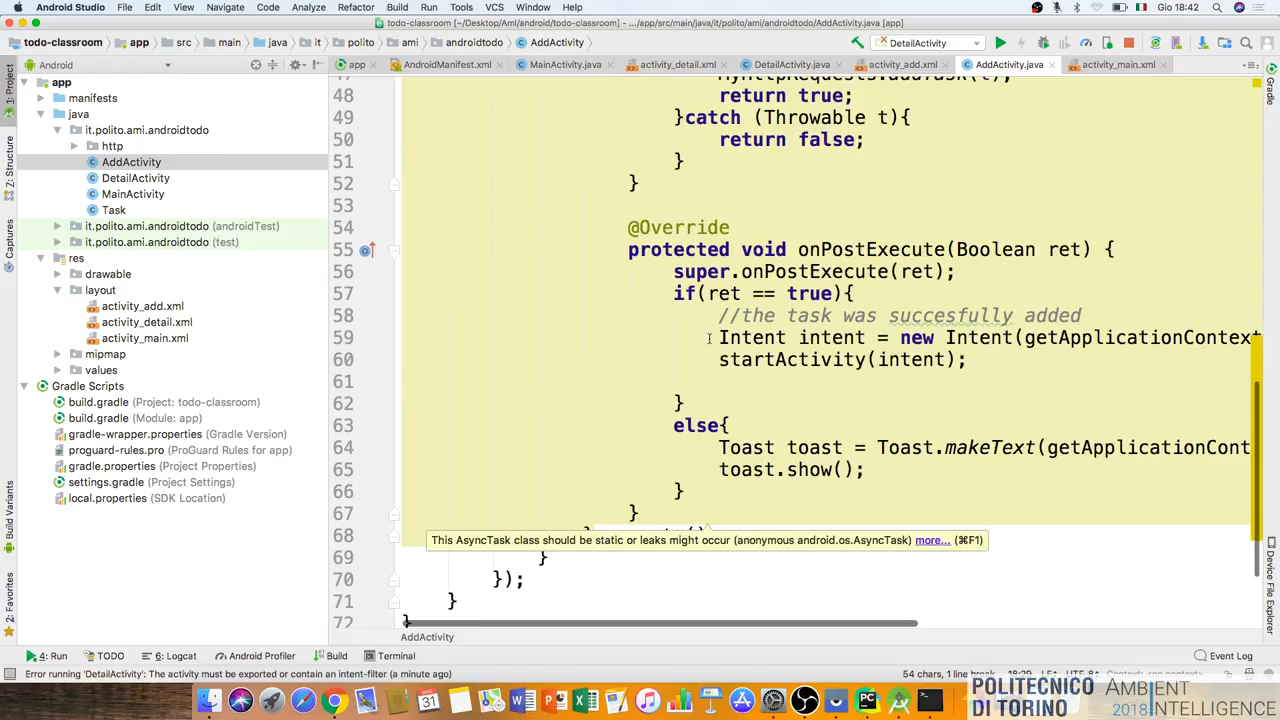 Android Studio File Edit View Navigate Code Analyze Refactor Build Run Tools VCS Window Help Gio 18:42
todo-classroom [~/Desktop/AmI/android/todo-classroom] - .../app/src/main/java/it/polito/ami/androidtodo/AddActivity.java [app]
todo-classroom app src main java it polito ami androidtodo AddActivity DetailActivity
Android app AndroidManifest.xml MainActivity.java activity_detail.xml DetailActivity.java activity_add.xml AddActivity.java activity_main.xml
1: Project
Z: Structure
Captures
Build Variants
2: Favorites
app
manifests
java
it.polito.ami.androidtodo
http
AddActivity
DetailActivity
MainActivity
Task
it.polito.ami.androidtodo (androidTest)
it.polito.ami.androidtodo (test)
res
drawable
layout
activity_add.xml
activity_detail.xml
activity_main.xml
mipmap
values
Gradle Scripts
build.gradle (Project: todo-classroom)
build.gradle (Module: app)
gradle-wrapper.properties (Gradle Version)
proguard-rules.pro (ProGuard Rules for app)
gradle.properties (Project Properties)
settings.gradle (Project Settings)
local.properties (SDK Location)
48 return true;
49 }catch (Throwable t){
50 return false;
51 }
52 }
53
54 @Override
55 protected void onPostExecute(Boolean ret) {
56 super.onPostExecute(ret);
57 if(ret == true){
58 //the task was succesfully added
59 Intent intent = new Intent(getApplicationContext
60 startActivity(intent);
61
62 }
63 else{
64 Toast toast = Toast.makeText(getApplicationCont
65 toast.show();
66 }
67 }
68
This AsyncTask class should be static or leaks might occur (anonymous android.os.AsyncTask) more... (⌘F1)
69 }
70 });
71 }
72 }
AddActivity
Gradle
Device File Explorer
4: Run TODO 6: Logcat Android Profiler Build Terminal Event Log
Error running 'DetailActivity': The activity must be exported or contain an intent-filter (a minute ago) 54 chars, 1 line break
POLITECNICO
DI TORINO
AMBIENT
2018 INTELLIGENCE